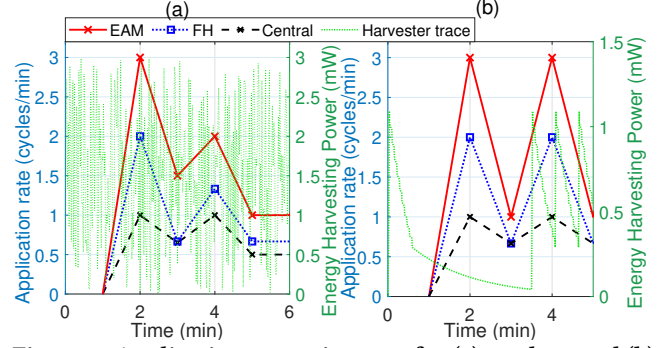 (a)
(b)
EAM FH Central Harvester trace
Application rate (cycles/min)
3
2.5
2
1.5
1
0.5
0
0 2 4 6
Time (min)
3
2.5
2
1.5
1
0.5
0
Energy Harvesting Power (mW)
Application rate (cycles/min)
3
2.5
2
1.5
1
0.5
0
0 2 4
Time (min)
1.5
1
0.5
0
Energy Harvesting Power (mW)